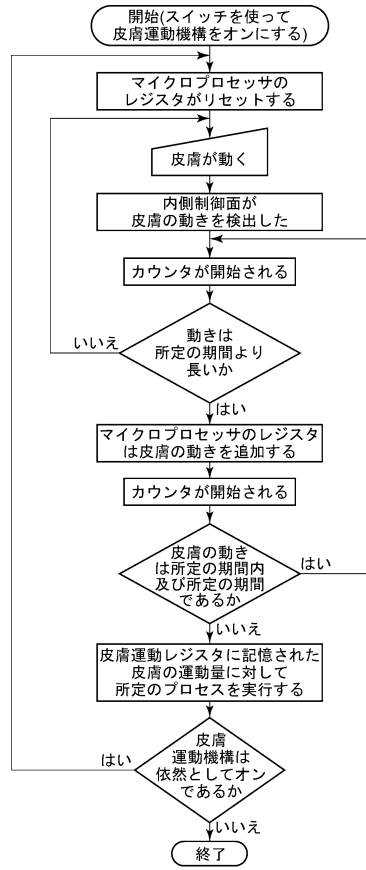 開始(スイッチを使って
皮膚運動機構をオンにする)
マイクロプロセッサの
レジスタがリセットする
皮膚が動く
内側制御面が
皮膚の動きを検出した
カウンタが開始される
いいえ
動きは
所定の期間より
長いか
はい
マイクロプロセッサのレジスタ
は皮膚の動きを追加する
カウンタが開始される
皮膚の動き
は所定の期間内
及び所定の期間
であるか
はい
いいえ
皮膚運動レジスタに記憶された
皮膚の運動量に対して
所定のプロセスを実行する
はい
皮膚
運動機構は
依然としてオン
であるか
いいえ
終了